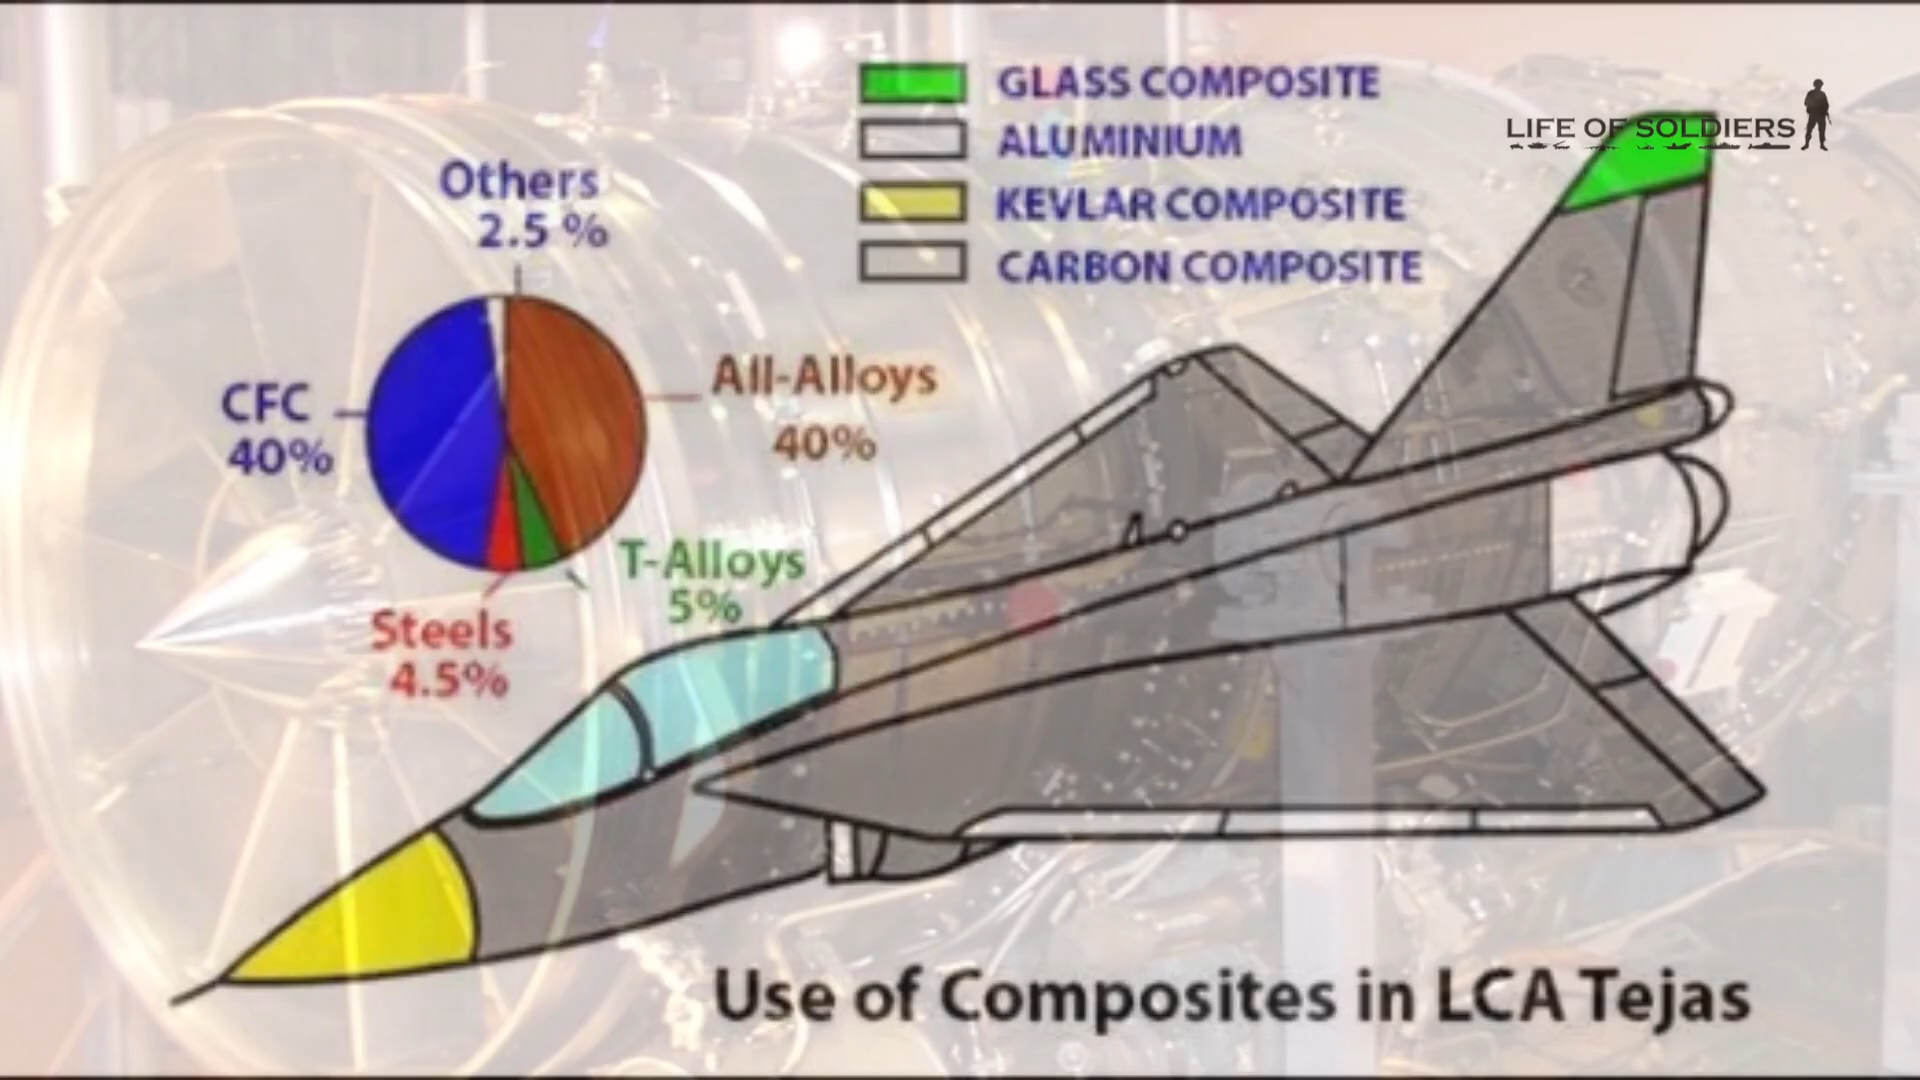 GLASS COMPOSITE
ALUMINIUM
KEVLAR COMPOSITE
CARBON COMPOSITE
LIFE OF SOLDIERS
Others
2.5 %
CFC
40%
All-Alloys
40%
T-Alloys
5%
Steels
4.5%
Use of Composites in LCA Tejas